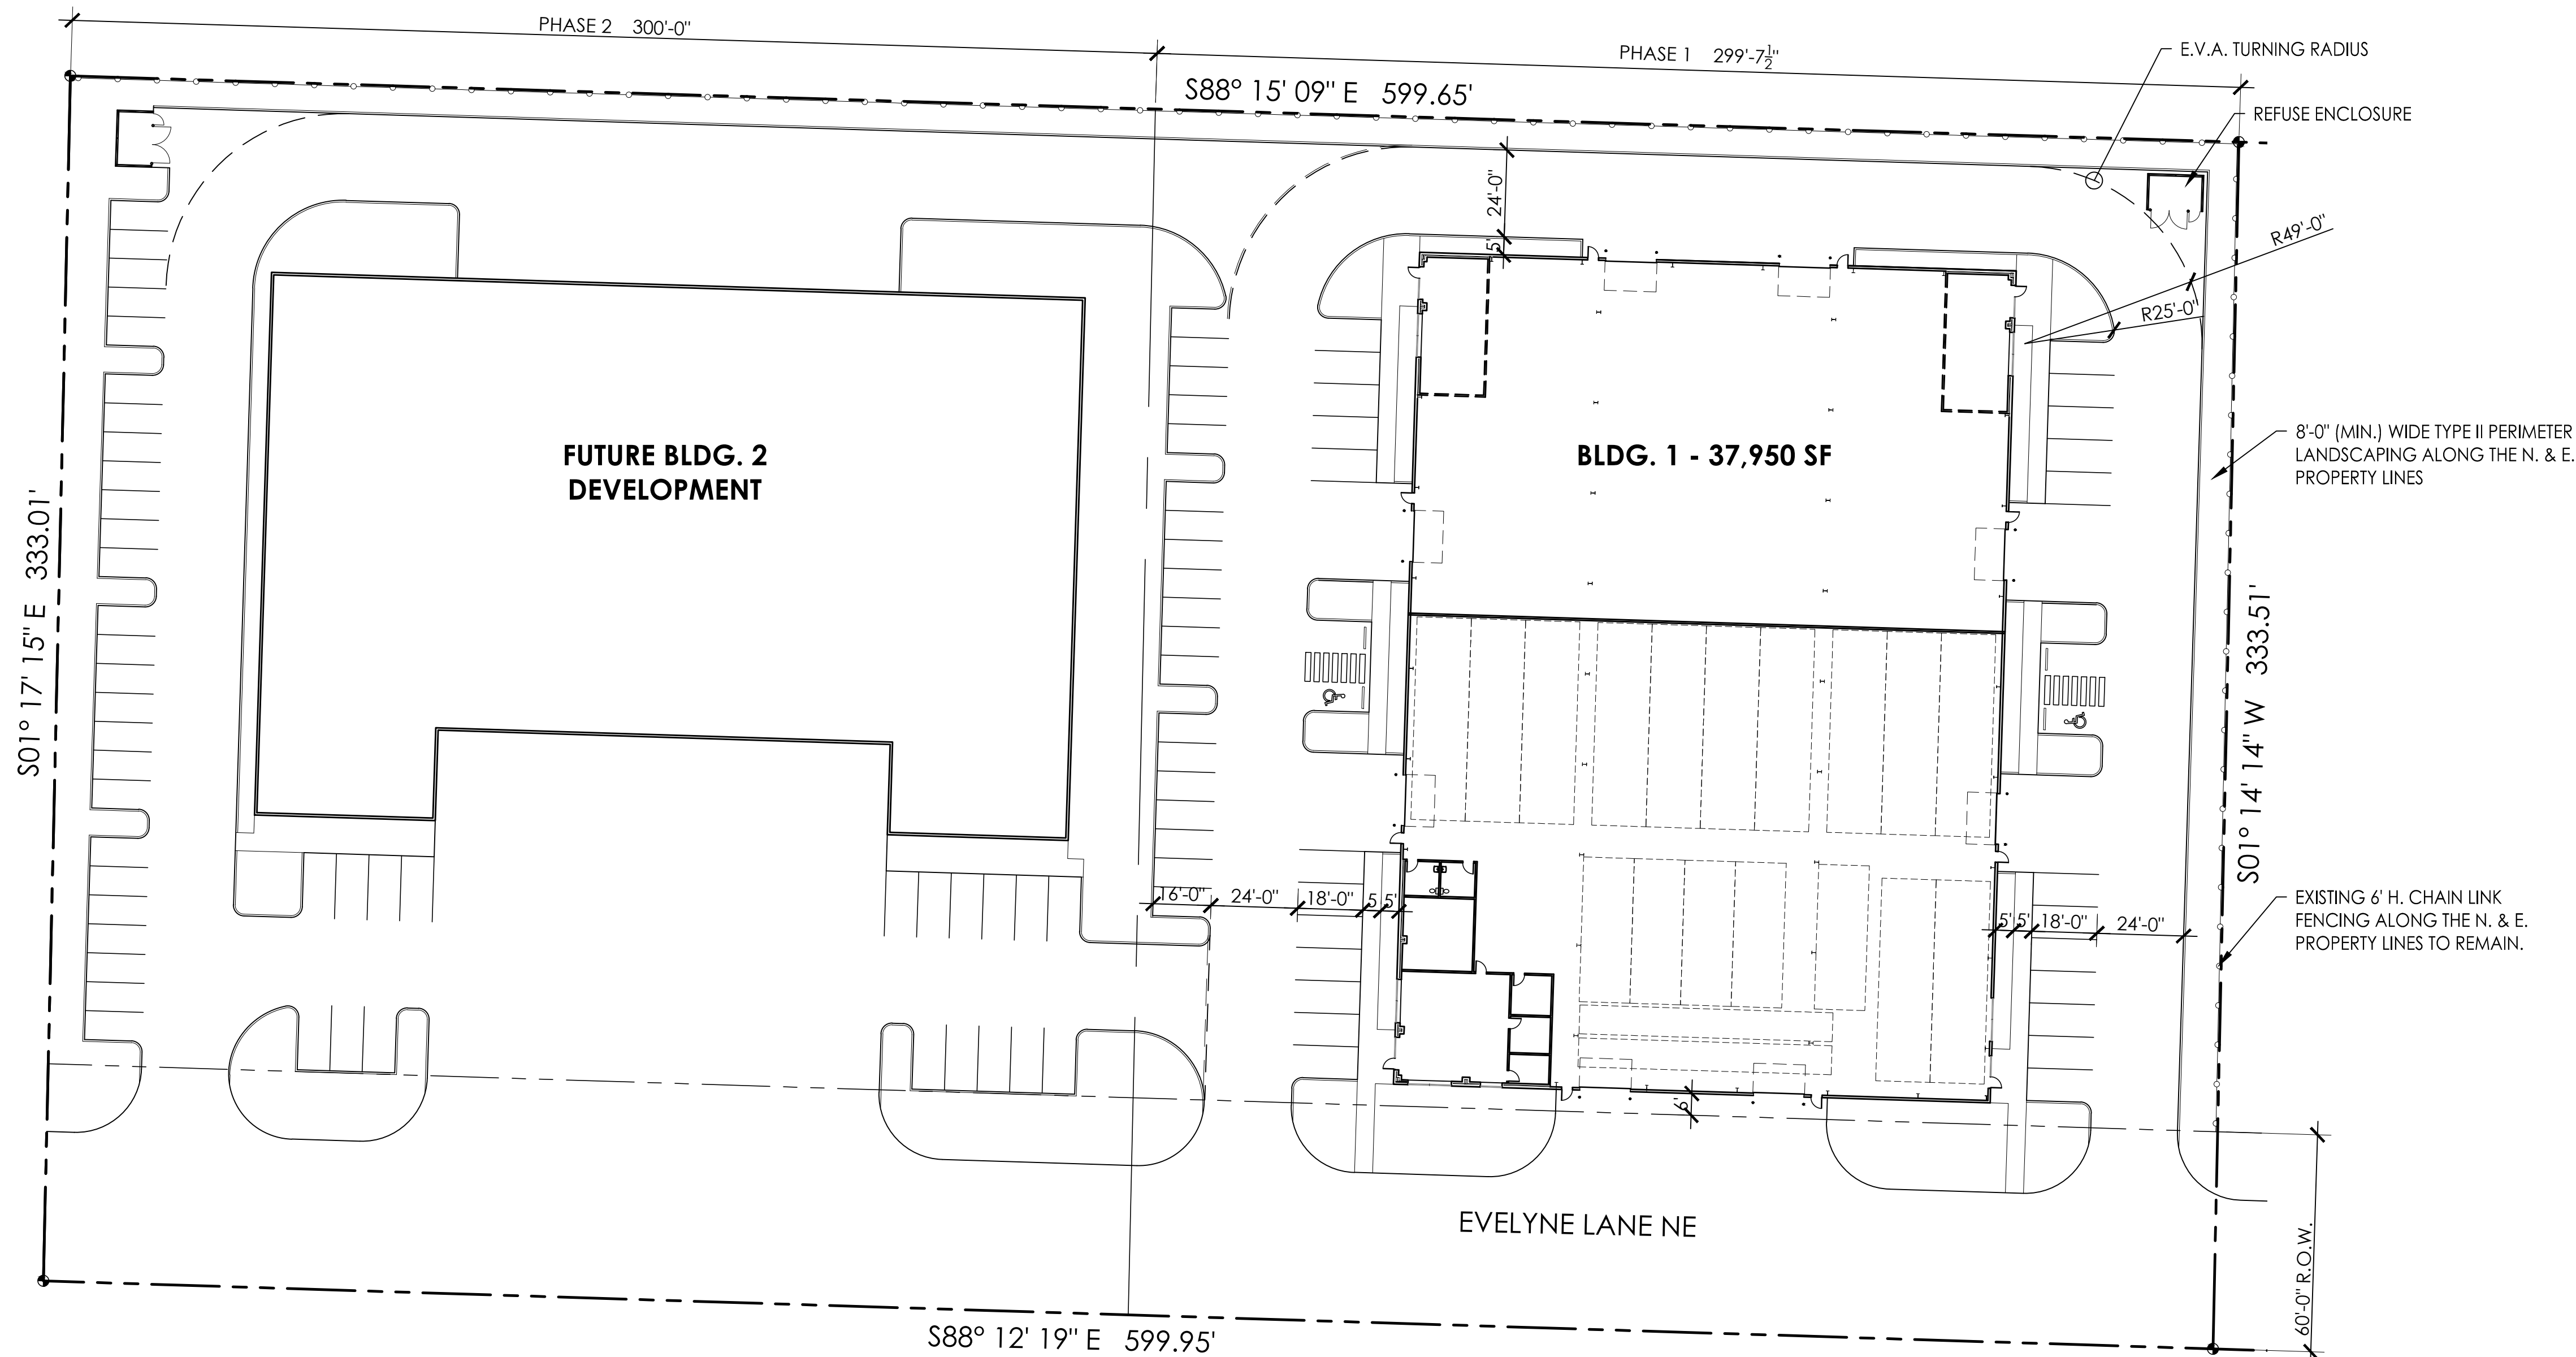 PHASE 2 300'-0"
PHASE 1 299'-7½"
E.V.A. TURNING RADIUS
S88° 15' 09" E 599.65'
REFUSE ENCLOSURE
24'-0"
5'
R49'-0"
R25'-0"
FUTURE BLDG. 2
DEVELOPMENT
BLDG. 1 - 37,950 SF
8'-0" (MIN.) WIDE TYPE II PERIMETER
LANDSCAPING ALONG THE N. & E.
PROPERTY LINES
S01° 17' 15" E 333.01'
S01° 14' 14" W 333.51'
16'-0"
24'-0"
18'-0"
5'
5'
5'
5'
18'-0"
24'-0"
EXISTING 6' H. CHAIN LINK
FENCING ALONG THE N. & E.
PROPERTY LINES TO REMAIN.
6'
EVELYNE LANE NE
60'-0" R.O.W.
S88° 12' 19" E 599.95'